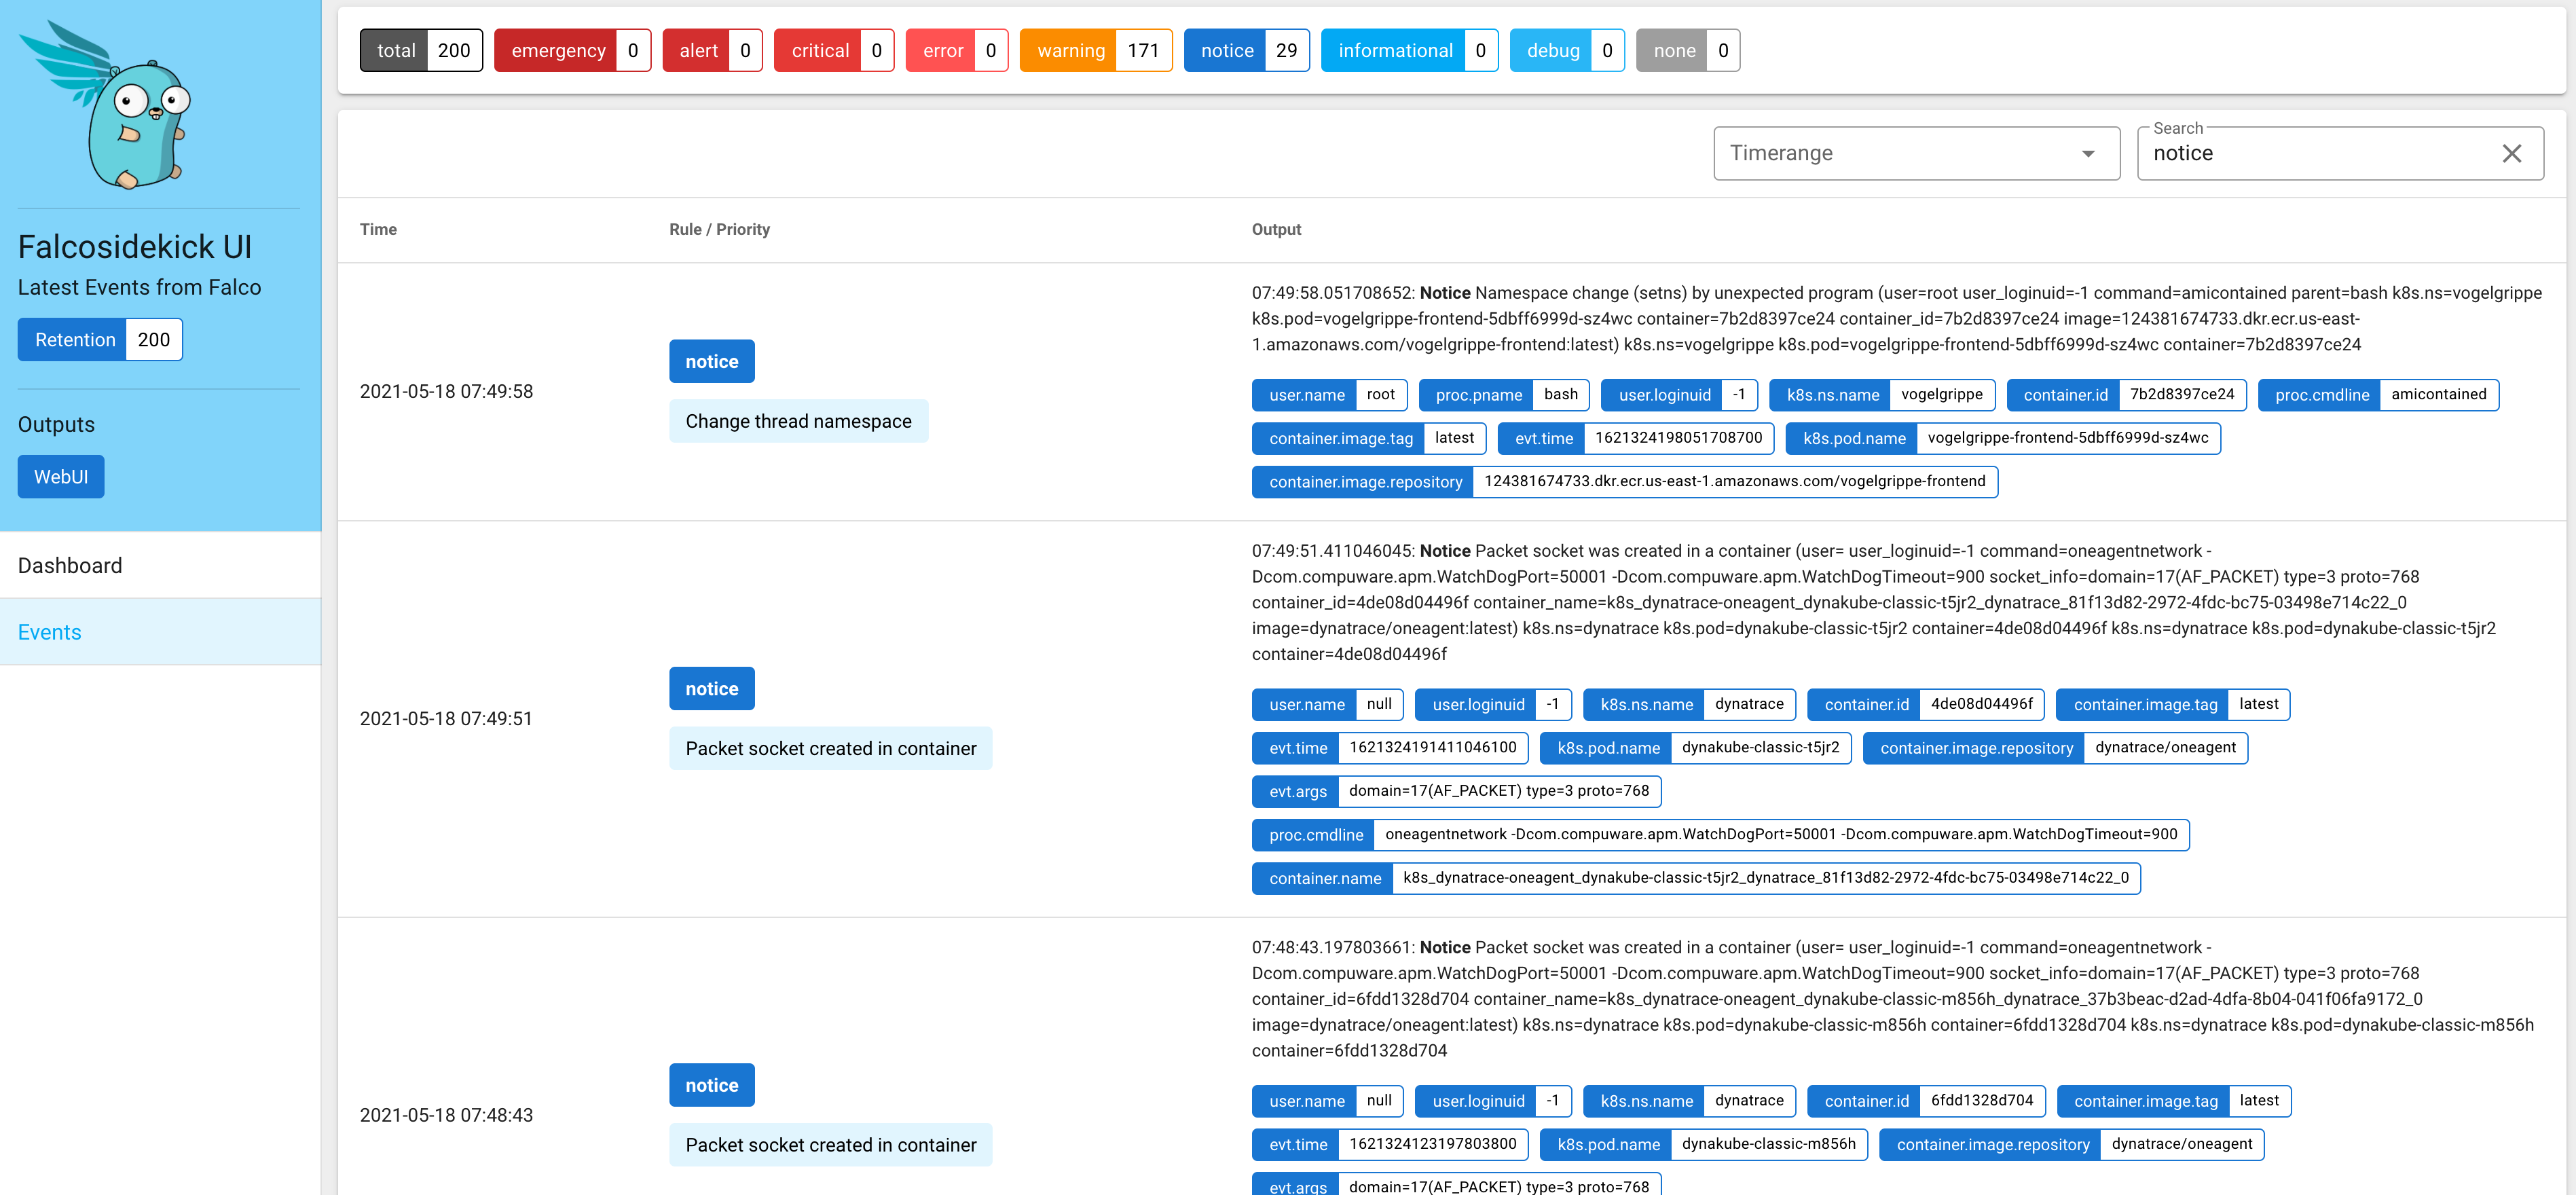 total 200 emergency 0 alert 0 critical 0 error 0 warning 171 notice 29 informational 0 debug 0 none 0
Falcosidekick UI
Latest Events from Falco
Retention 200
Outputs
WebUI
Dashboard
Events
Timerange
Search
notice
Time Rule / Priority Output
2021-05-18 07:49:58
notice
Change thread namespace
07:49:58.051708652: Notice Namespace change (setns) by unexpected program (user=root user_loginuid=-1 command=amicontained parent=bash k8s.ns=vogelgrippe
k8s.pod=vogelgrippe-frontend-5dbff6999d-sz4wc container=7b2d8397ce24 container_id=7b2d8397ce24 image=124381674733.dkr.ecr.us-east-
1.amazonaws.com/vogelgrippe-frontend:latest) k8s.ns=vogelgrippe k8s.pod=vogelgrippe-frontend-5dbff6999d-sz4wc container=7b2d8397ce24
user.name root proc.pname bash user.loginuid -1 k8s.ns.name vogelgrippe container.id 7b2d8397ce24 proc.cmdline amicontained
container.image.tag latest evt.time 1621324198051708700 k8s.pod.name vogelgrippe-frontend-5dbff6999d-sz4wc
container.image.repository 124381674733.dkr.ecr.us-east-1.amazonaws.com/vogelgrippe-frontend
2021-05-18 07:49:51
notice
Packet socket created in container
07:49:51.411046045: Notice Packet socket was created in a container (user= user_loginuid=-1 command=oneagentnetwork -
Dcom.compuware.apm.WatchDogPort=50001 -Dcom.compuware.apm.WatchDogTimeout=900 socket_info=domain=17(AF_PACKET) type=3 proto=768
container_id=4de08d04496f container_name=k8s_dynatrace-oneagent_dynakube-classic-t5jr2_dynatrace_81f13d82-2972-4fdc-bc75-03498e714c22_0
image=dynatrace/oneagent:latest) k8s.ns=dynatrace k8s.pod=dynakube-classic-t5jr2 container=4de08d04496f k8s.ns=dynatrace k8s.pod=dynakube-classic-t5jr2
container=4de08d04496f
user.name null user.loginuid -1 k8s.ns.name dynatrace container.id 4de08d04496f container.image.tag latest
evt.time 1621324191411046100 k8s.pod.name dynakube-classic-t5jr2 container.image.repository dynatrace/oneagent
evt.args domain=17(AF_PACKET) type=3 proto=768
proc.cmdline oneagentnetwork -Dcom.compuware.apm.WatchDogPort=50001 -Dcom.compuware.apm.WatchDogTimeout=900
container.name k8s_dynatrace-oneagent_dynakube-classic-t5jr2_dynatrace_81f13d82-2972-4fdc-bc75-03498e714c22_0
2021-05-18 07:48:43
notice
Packet socket created in container
07:48:43.197803661: Notice Packet socket was created in a container (user= user_loginuid=-1 command=oneagentnetwork -
Dcom.compuware.apm.WatchDogPort=50001 -Dcom.compuware.apm.WatchDogTimeout=900 socket_info=domain=17(AF_PACKET) type=3 proto=768
container_id=6fdd1328d704 container_name=k8s_dynatrace-oneagent_dynakube-classic-m856h_dynatrace_37b3beac-d2ad-4dfa-8b04-041f06fa9172_0
image=dynatrace/oneagent:latest) k8s.ns=dynatrace k8s.pod=dynakube-classic-m856h container=6fdd1328d704 k8s.ns=dynatrace k8s.pod=dynakube-classic-m856h
container=6fdd1328d704
user.name null user.loginuid -1 k8s.ns.name dynatrace container.id 6fdd1328d704 container.image.tag latest
evt.time 1621324123197803800 k8s.pod.name dynakube-classic-m856h container.image.repository dynatrace/oneagent
evt.args domain=17(AF_PACKET) type=3 proto=768